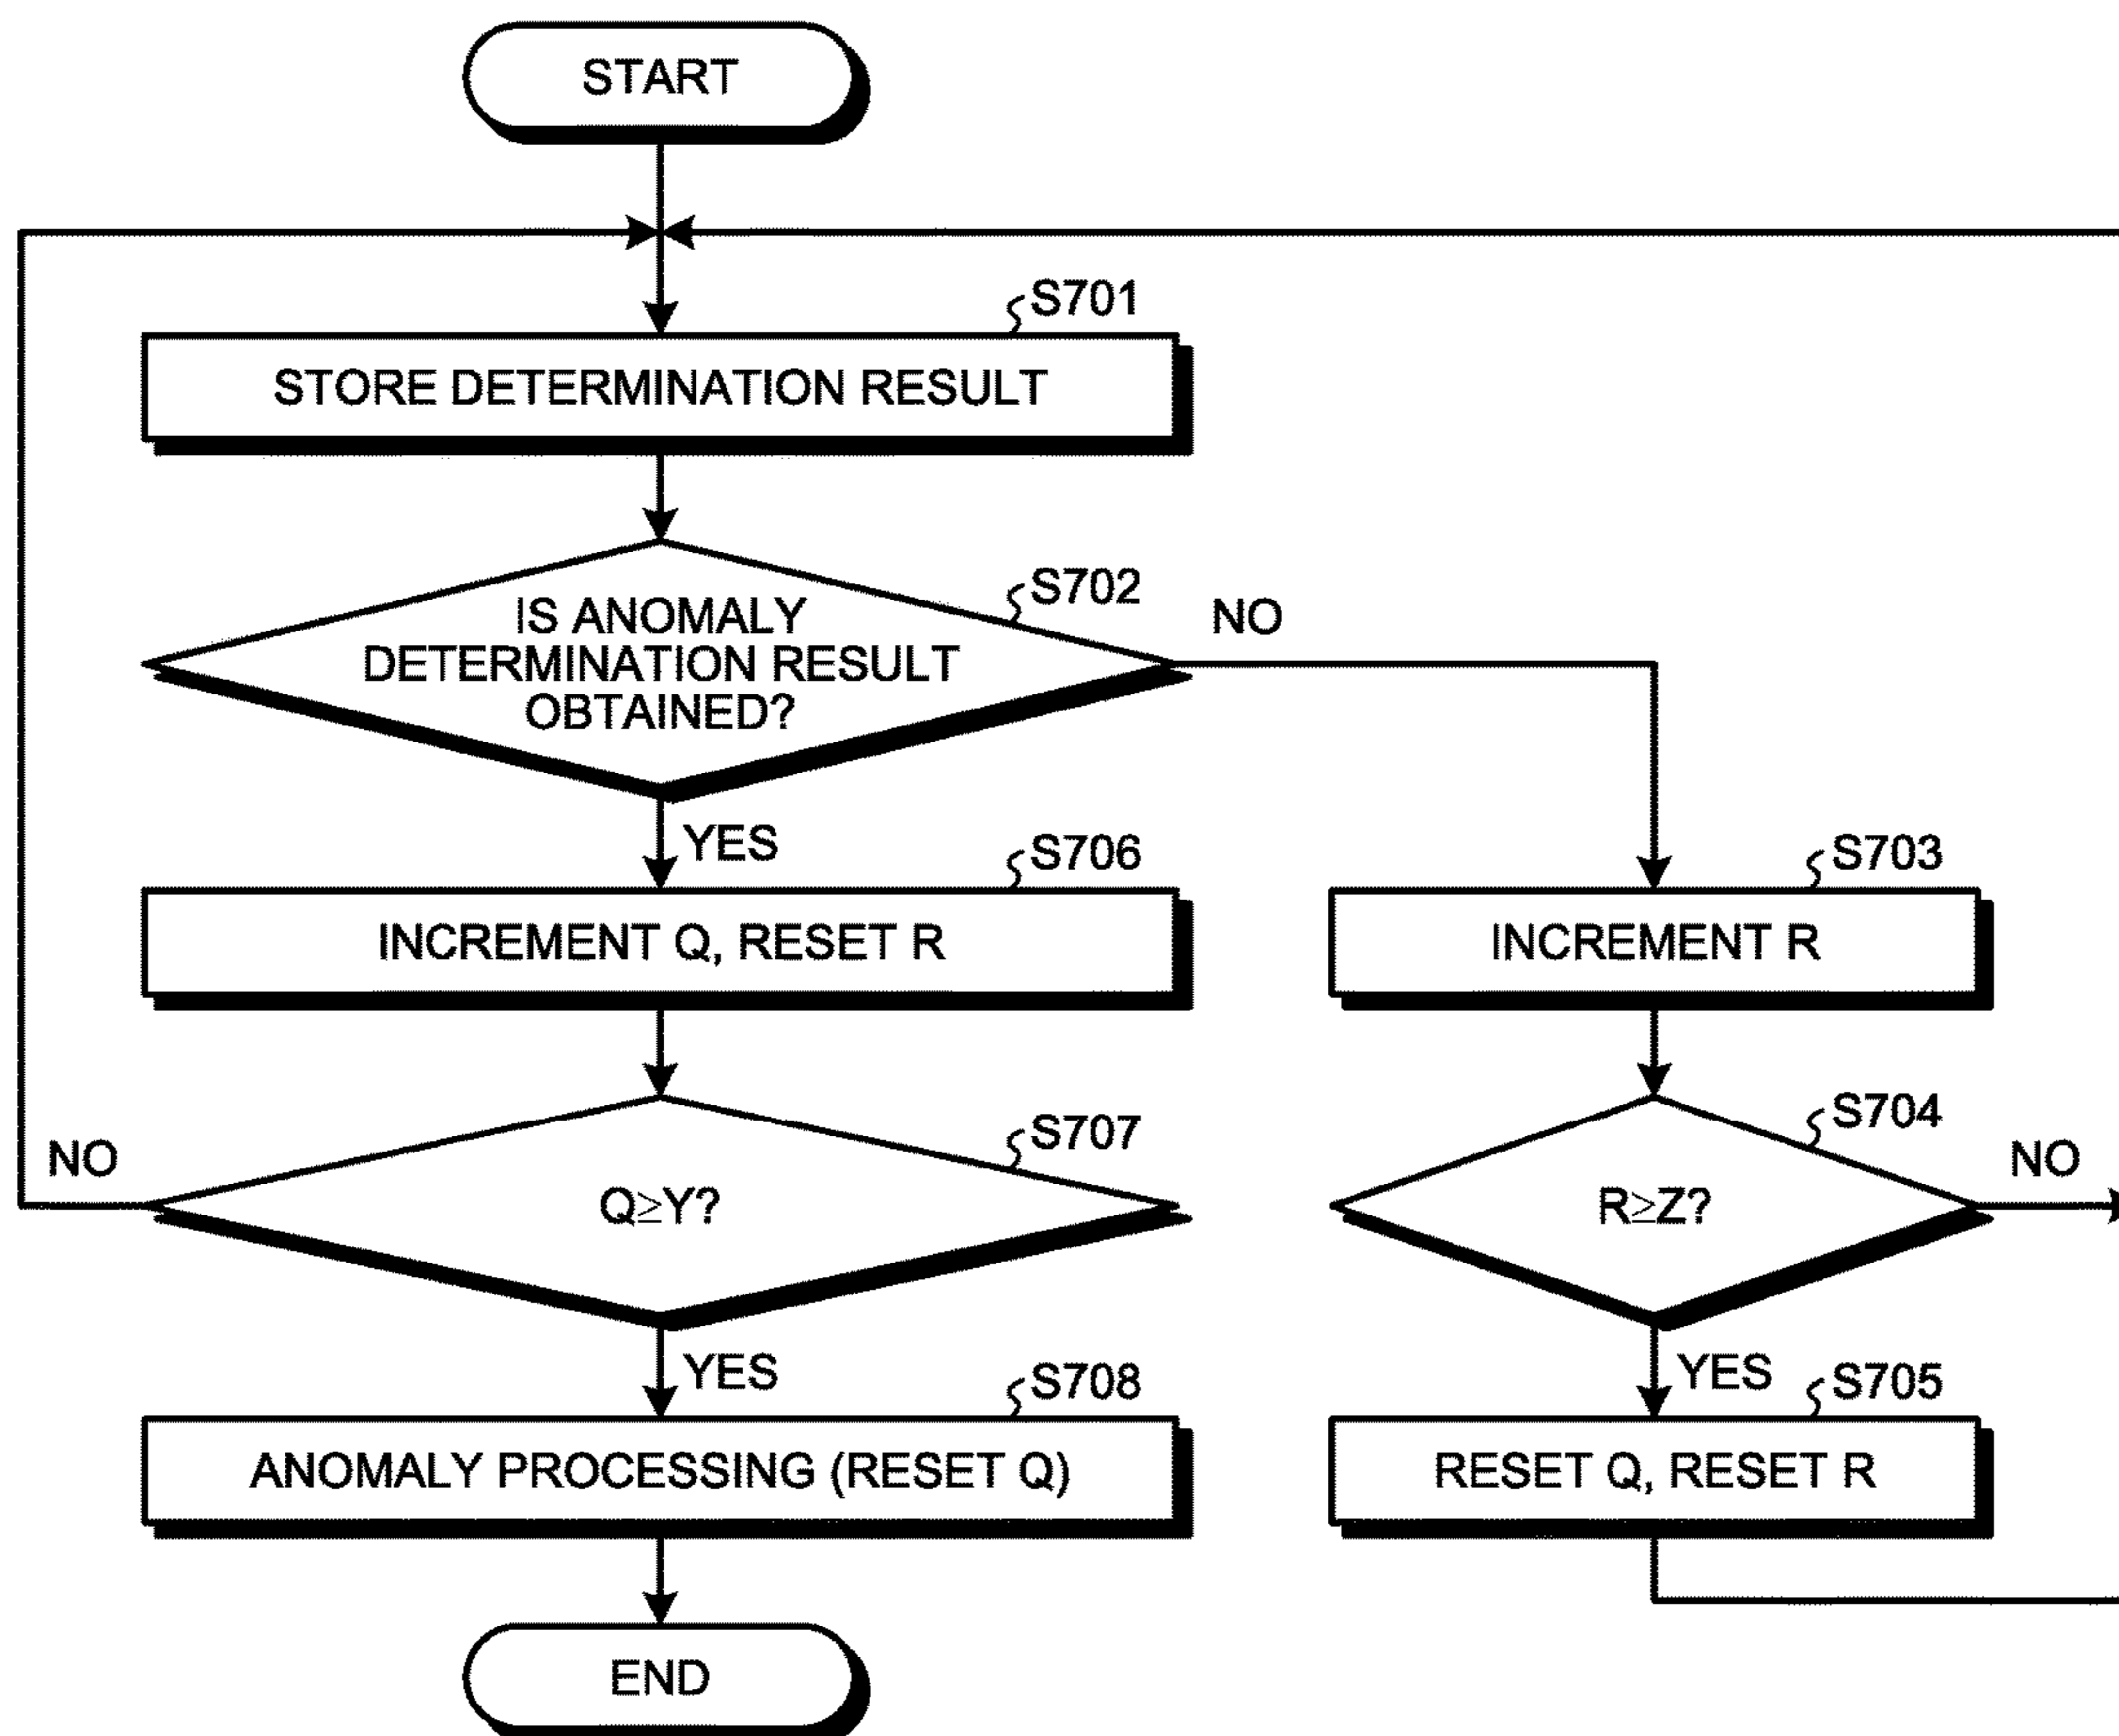 START
S701
STORE DETERMINATION RESULT
S702
IS ANOMALY
DETERMINATION RESULT
OBTAINED?
NO
YES
S706
INCREMENT Q, RESET R
S703
INCREMENT R
S707
Q≥Y?
NO
S704
R≥Z?
NO
YES
S708
ANOMALY PROCESSING (RESET Q)
YES
S705
RESET Q, RESET R
END